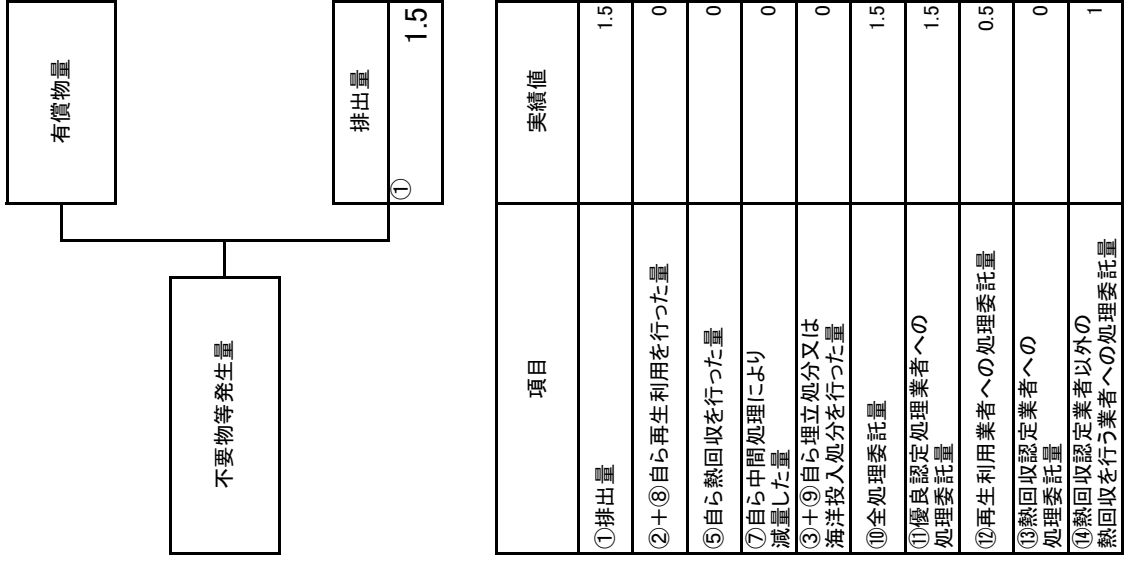 有償物量
不要物等発生量
排出量
①
1.5
項目 実績値
①排出量 1.5
②＋⑧自ら再生利用を行った量 0
⑤自ら熱回収を行った量 0
⑦自ら中間処理により
減量した量 0
③＋⑨自ら埋立処分又は
海洋投入処分を行った量 0
⑩全処理委託量 1.5
⑪優良認定処理業者への
処理委託量 1.5
⑫再生利用業者への処理委託量 0.5
⑬熱回収認定業者への
処理委託量 0
⑭熱回収認定業者以外の
熱回収を行う業者への処理委託量 1